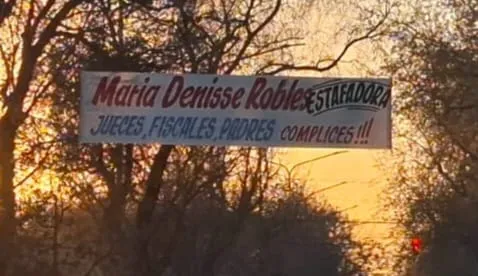 Maria Denisse Robles ESTAFADORA
JUECES, FISCALES, PADRES COMPLICES!!!